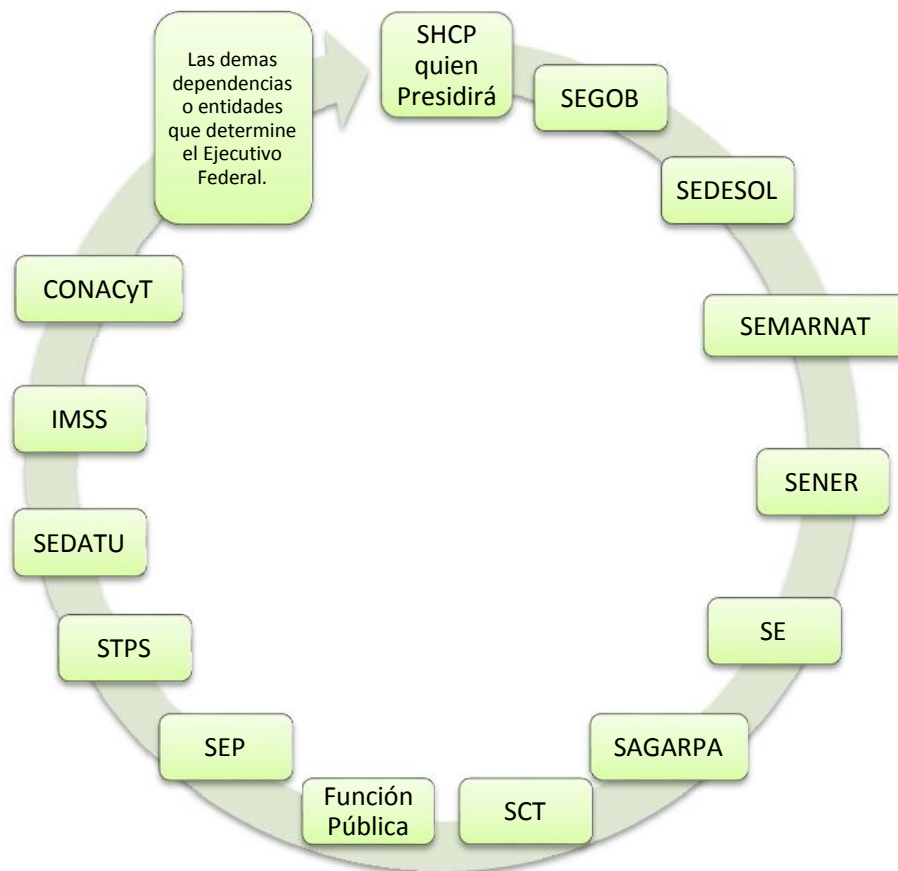 SHCP
quien
Presidirá
SEGOB
SEDESOL
SEMARNAT
SENER
SE
SAGARPA
SCT
Función
Pública
SEP
STPS
SEDATU
IMSS
CONACyT
Las demas
dependencias
o entidades
que determine
el Ejecutivo
Federal.